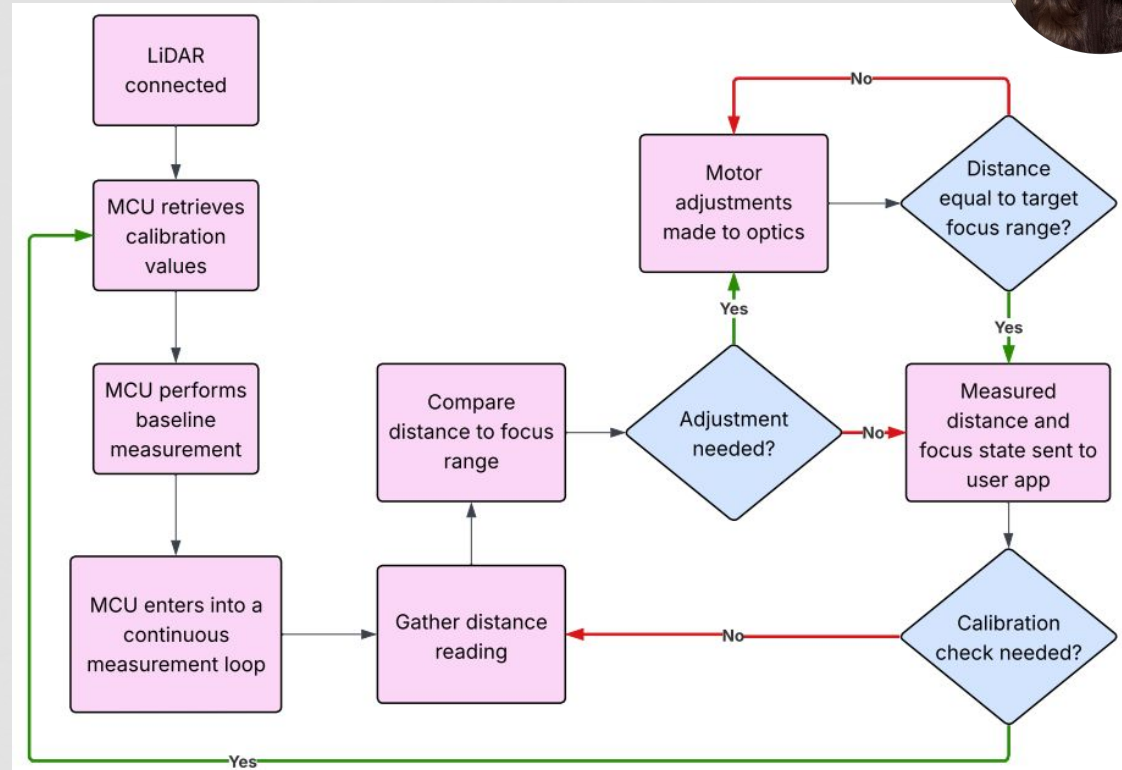 LiDAR
connected
MCU retrieves
calibration
values
MCU performs
baseline
measurement
MCU enters into a
continuous
measurement loop
Gather distance
reading
Compare
distance to focus
range
Adjustment
needed?
Yes
No
Motor
adjustments
made to optics
Distance
equal to target
focus range?
No
Yes
Measured
distance and
focus state sent to
user app
Calibration
check needed?
No
Yes